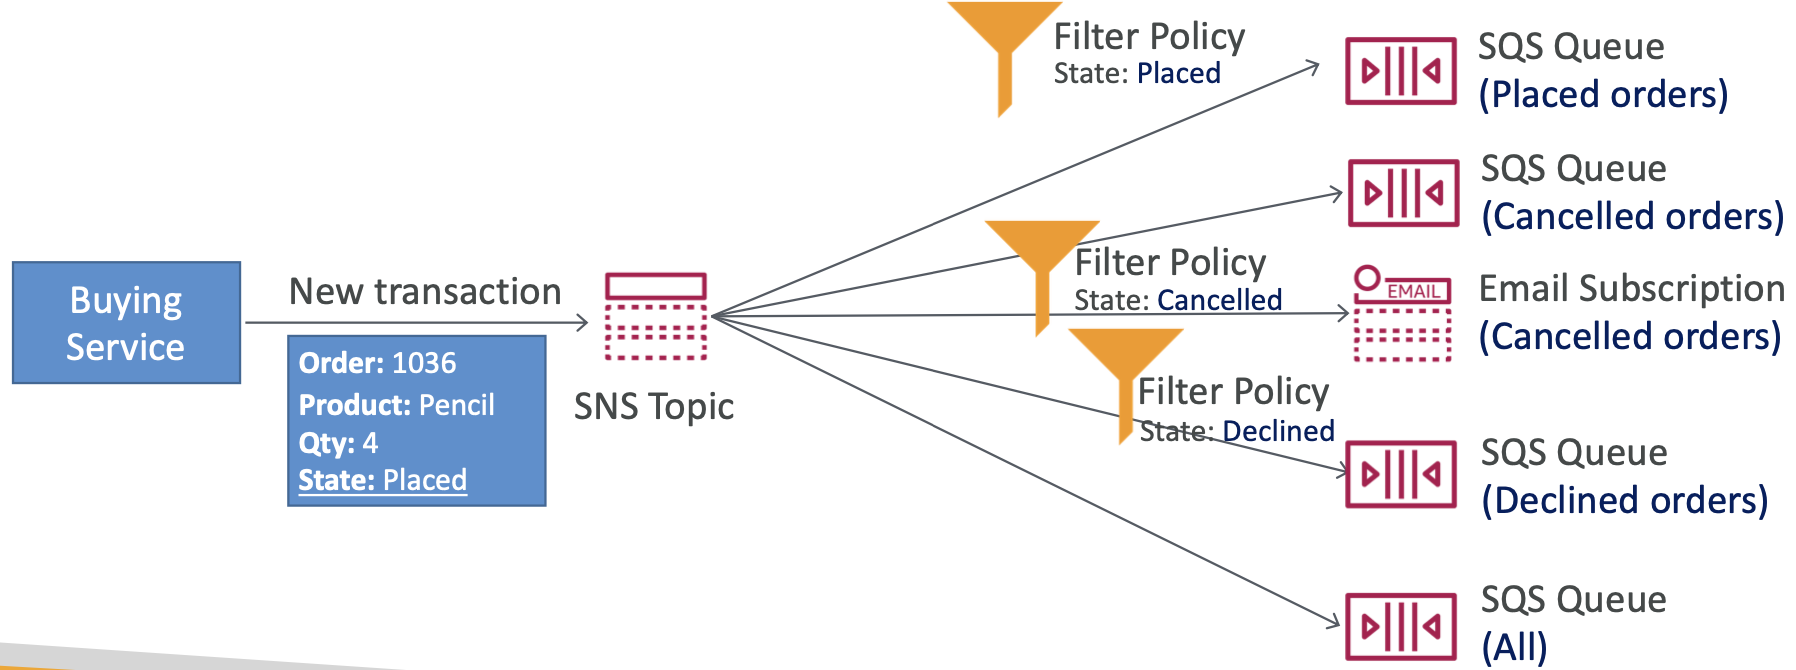 Buying
Service
New transaction
Order: 1036
Product: Pencil
Qty: 4
State: Placed
SNS Topic
Filter Policy
State: Placed
Filter Policy
State: Cancelled
Filter Policy
State: Declined
SQS Queue
(Placed orders)
SQS Queue
(Cancelled orders)
EMAIL
Email Subscription
(Cancelled orders)
SQS Queue
(Declined orders)
SQS Queue
(All)